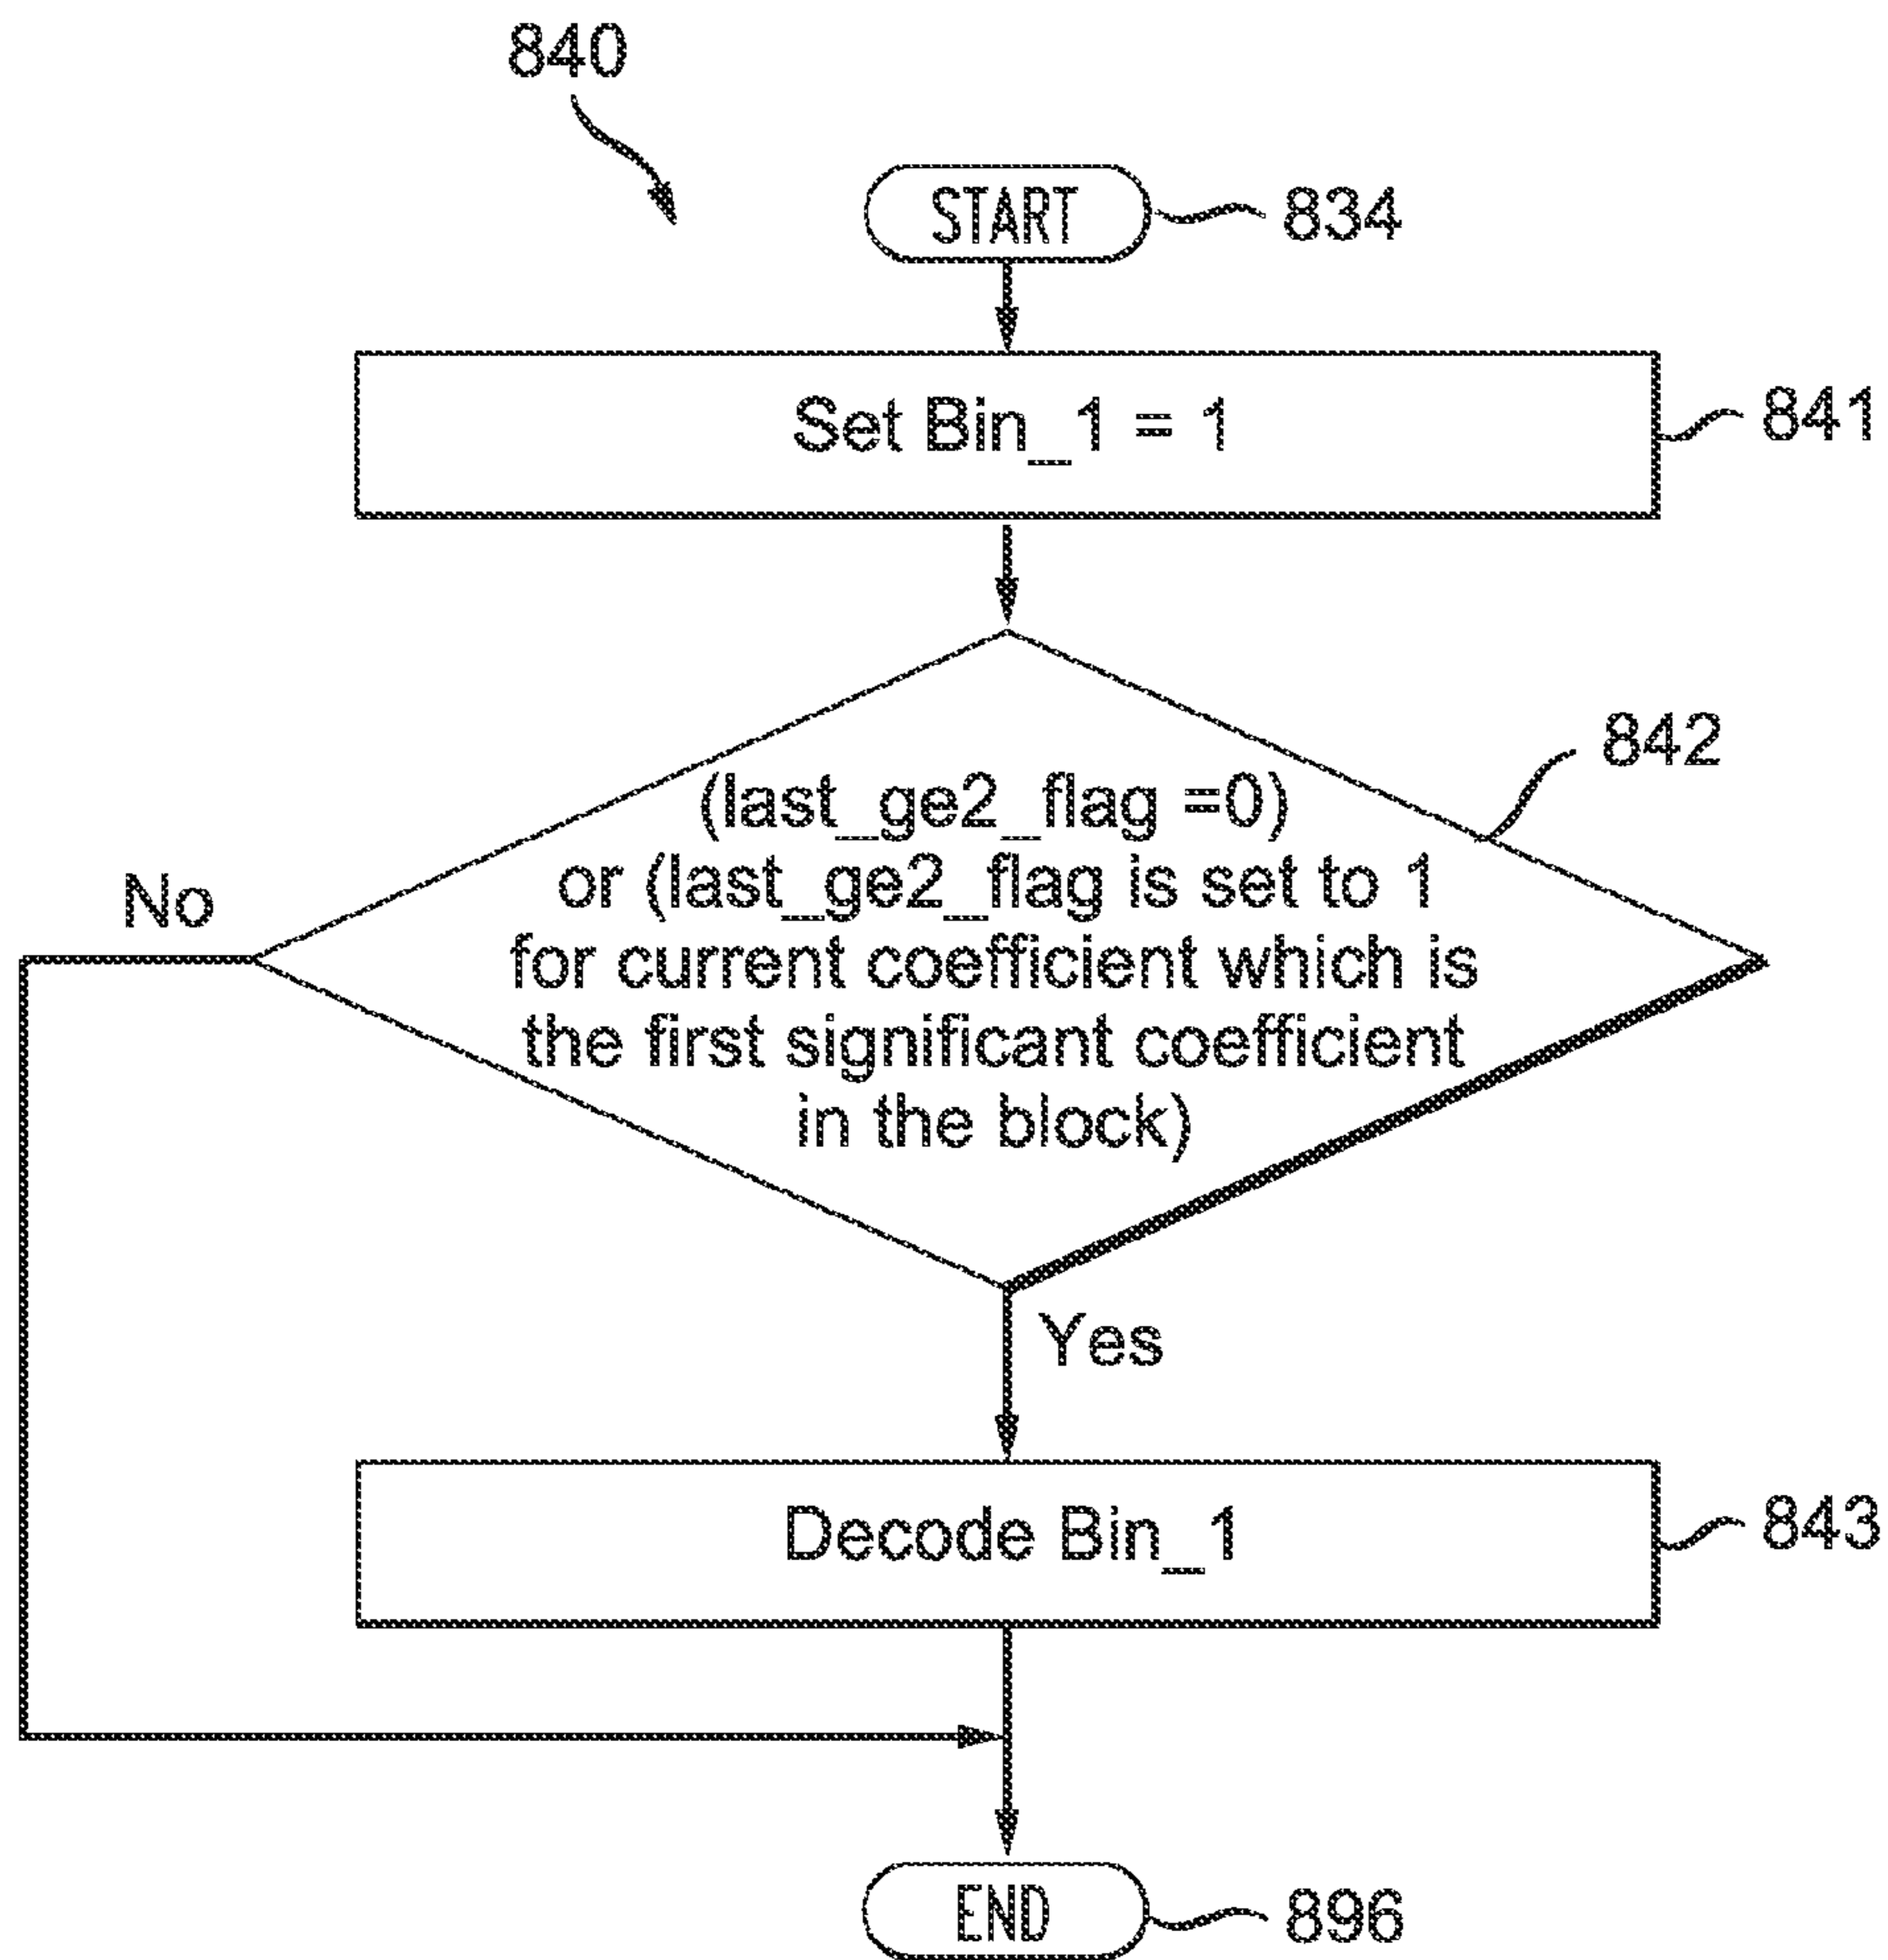 840
START
834
Set Bin_1 = 1
841
842
(last_ge2_flag =0)
or (last_ge2_flag is set to 1
for current coefficient which is
the first significant coefficient
in the block)
No
Yes
Decode Bin_1
843
END
896